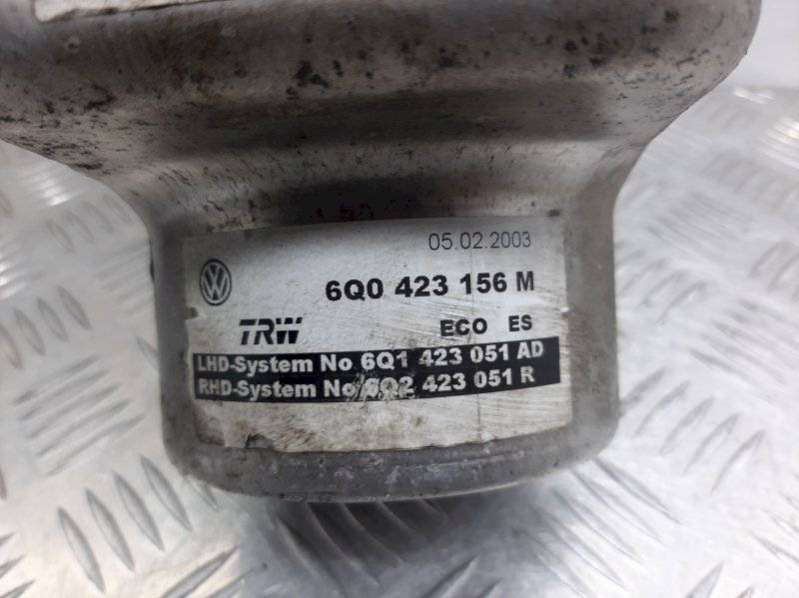 05.02.2003
6Q0 423 156 M
TRW ECO ES
LHD-System No 6Q1 423 051 AD
RHD-System No 6Q2 423 051 R